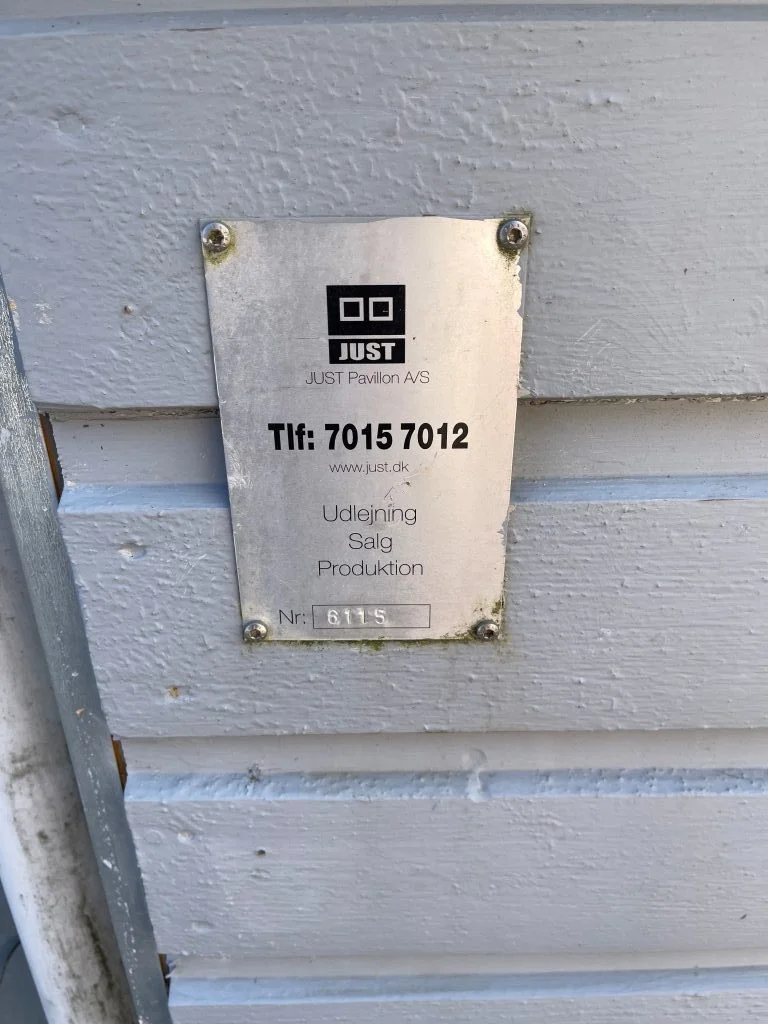 JUST
JUST Pavillon A/S
Tlf: 7015 7012
www.just.dk
Udlejning
Salg
Produktion
Nr: 6115